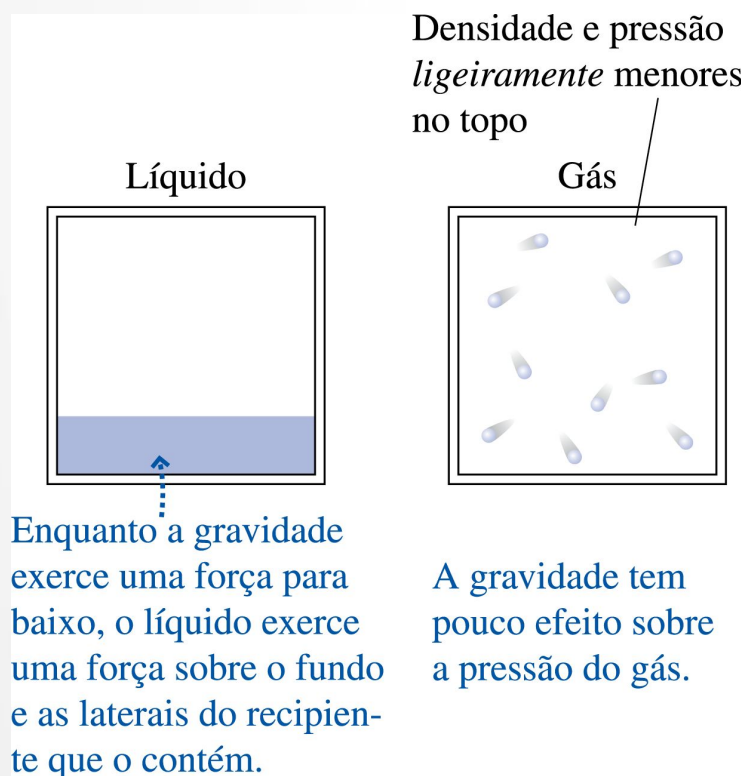 Densidade e pressão
ligeiramente menores
no topo
Líquido
Gás
Enquanto a gravidade
exerce uma força para
baixo, o líquido exerce
uma força sobre o fundo
e as laterais do recipien-
te que o contém.
A gravidade tem
pouco efeito sobre
a pressão do gás.